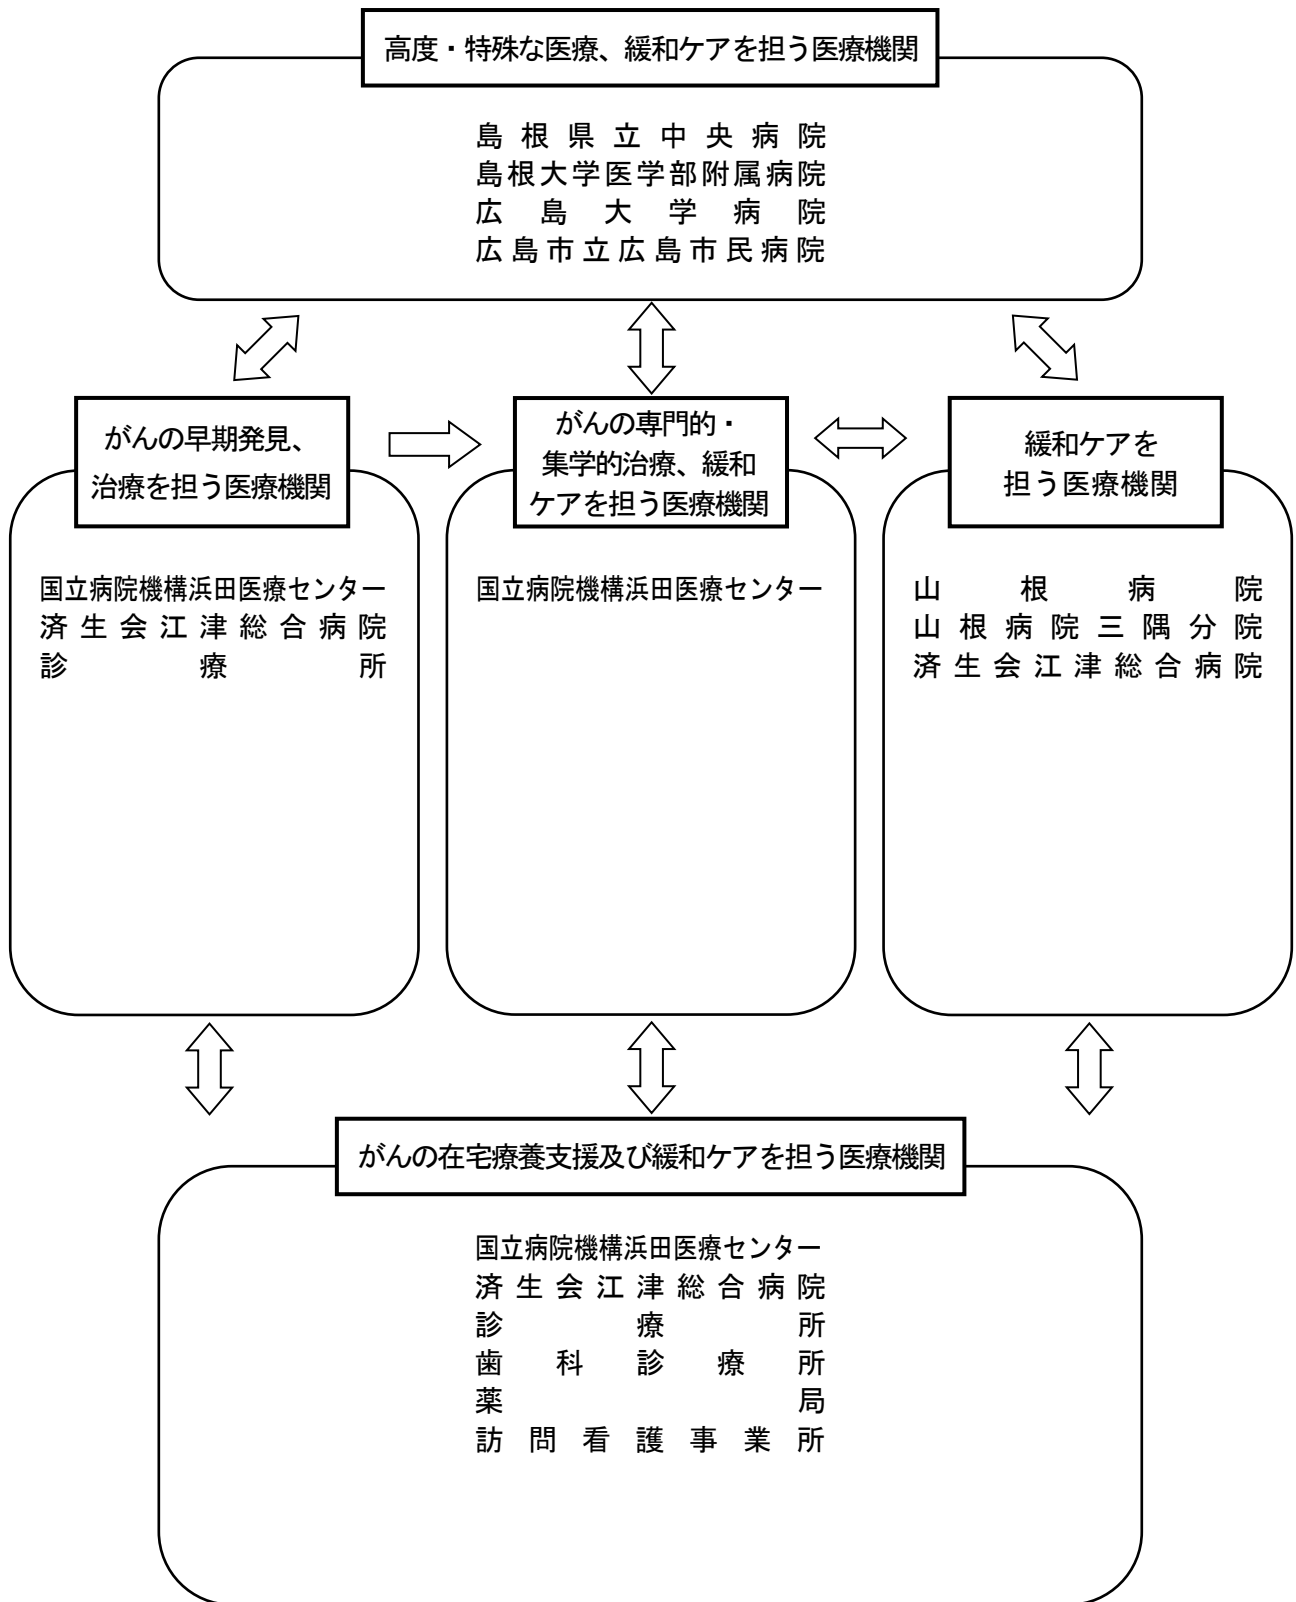 高度・特殊な医療、緩和ケアを担う医療機関
島根県立中央病院
島根大学医学部附属病院
広島大学病院
広島市立広島市民病院
がんの早期発見、
治療を担う医療機関
国立病院機構浜田医療センター
済生会江津総合病院
診療所
がんの専門的・
集学的治療、緩和
ケアを担う医療機関
国立病院機構浜田医療センター
緩和ケアを
担う医療機関
山根病院
山根病院三隅分院
済生会江津総合病院
がんの在宅療養支援及び緩和ケアを担う医療機関
国立病院機構浜田医療センター
済生会江津総合病院
診療所
歯科診療所
薬局
訪問看護事業所